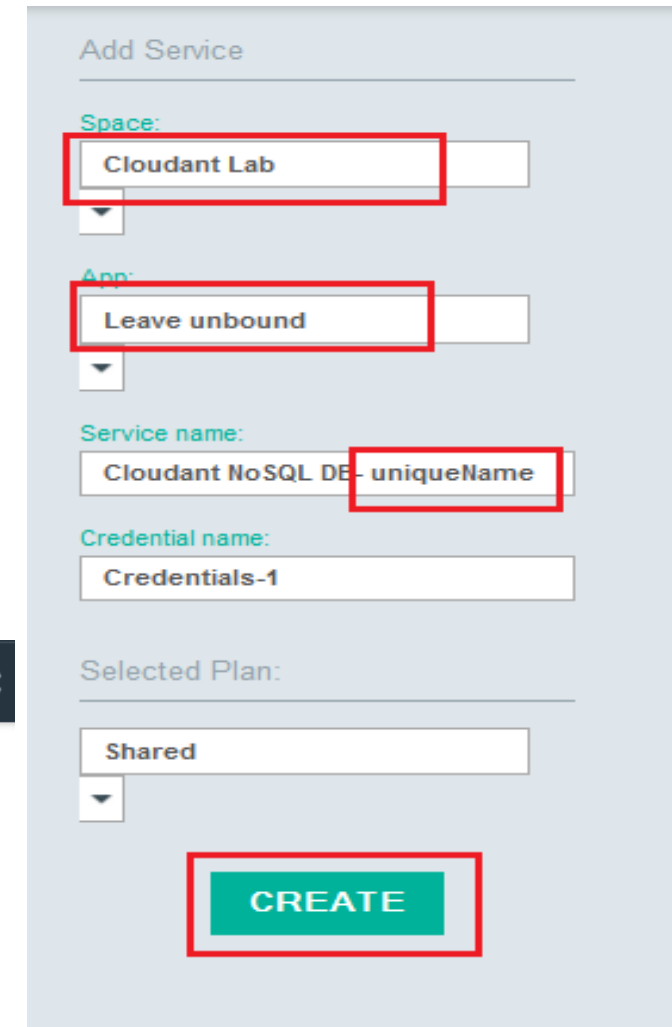 Add Service
Space:
Cloudant Lab
App:
Leave unbound
Service name:
Cloudant NoSQL DB- uniqueName
Credential name:
Credentials-1
Selected Plan:
Shared
CREATE